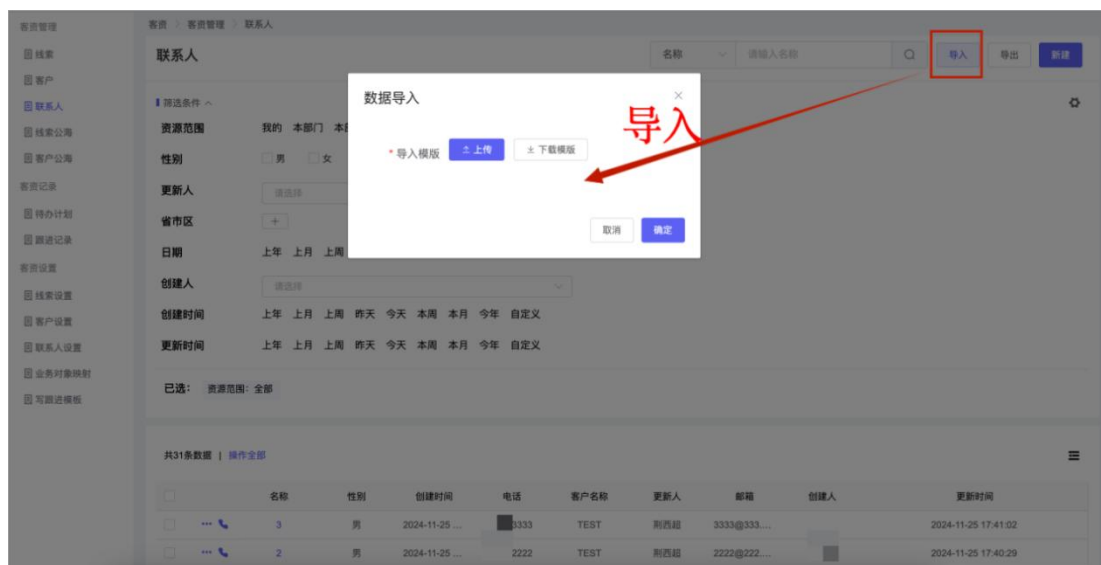 客资管理
线索
客户
联系人
线索公海
客户公海
客资记录
待办计划
跟进记录
客资设置
线索设置
客户设置
联系人设置
业务对象映射
写跟进模板
客资 > 客资管理 > 联系人
联系人 名称 请输入名称 导入 导出 新建
筛选条件
资源范围 我的 本部门
性别 男 女
更新人 请选择
省市区 +
日期 上年 上月 上周
创建人 请选择
创建时间 上年 上月 上周 昨天 今天 本周 本月 今年 自定义
更新时间 上年 上月 上周 昨天 今天 本周 本月 今年 自定义
已选: 资源范围: 全部
数据导入 ×
* 导入模版 上传 下载模版
取消 确定
导入
共31条数据 | 操作全部
名称 性别 创建时间 电话 客户名称 更新人 邮箱 创建人 更新时间
3 男 2024-11-25 ... 3333 TEST 荆西超 3333@333.... 2024-11-25 17:41:02
2 男 2024-11-25 ... 2222 TEST 荆西超 2222@222.... 2024-11-25 17:40:29